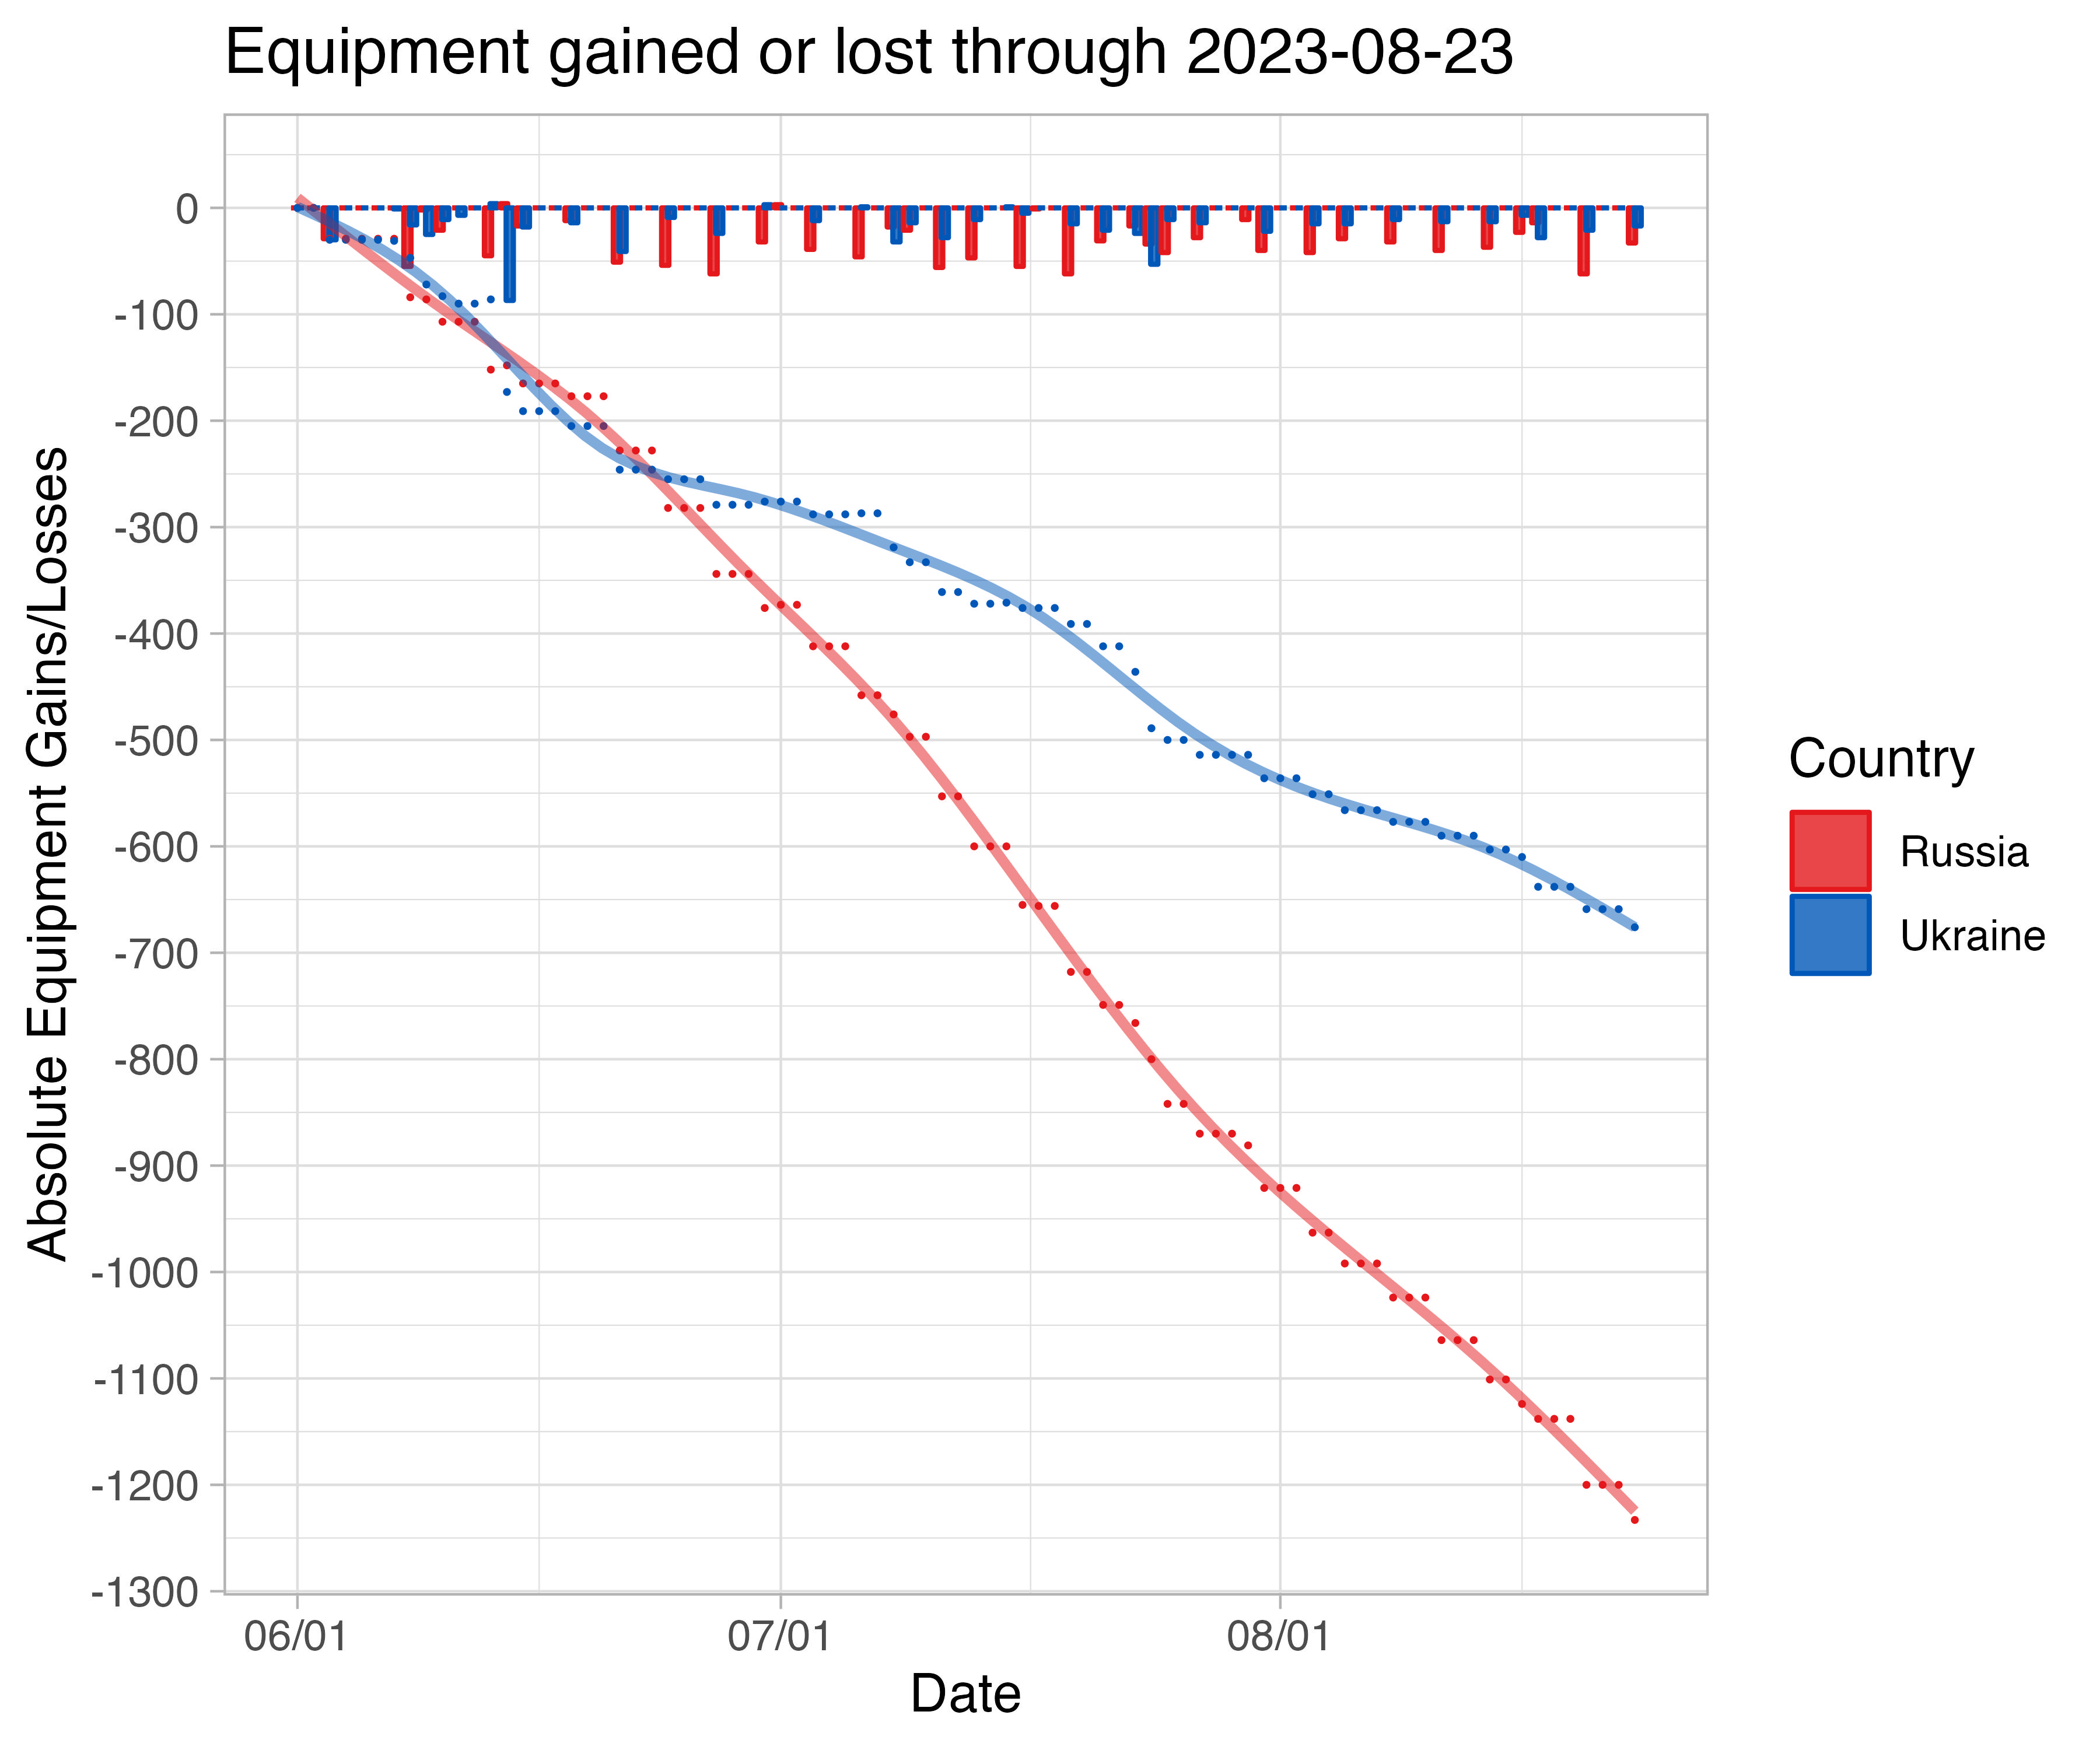 Equipment gained or lost through 2023-08-23
Absolute Equipment Gains/Losses
0
-100
-200
-300
-400
-500
-600
-700
-800
-900
-1000
-1100
-1200
-1300
06/01 07/01 08/01
Date
Country
Russia
Ukraine